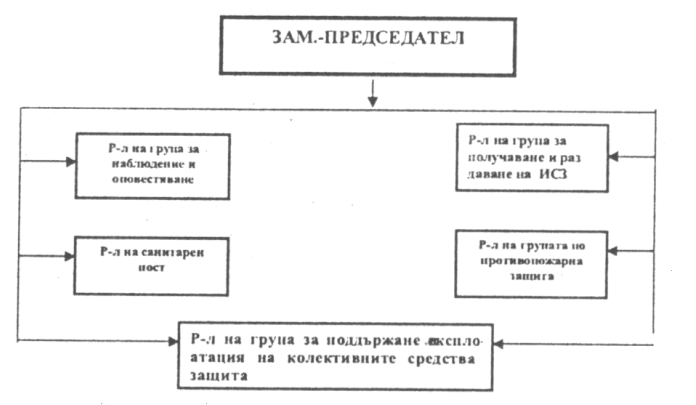 ЗАМ.-ПРЕДСЕДАТЕЛ
Р-л на група за
наблюдение и
оповестяване
Р-л на група за
получаване и раз
даване на ИСЗ
Р-л на санитарен
пост
Р-л на групата по
противопожарна
защита
Р-л на група за поддържане експло-
атация на колективните средства
защита